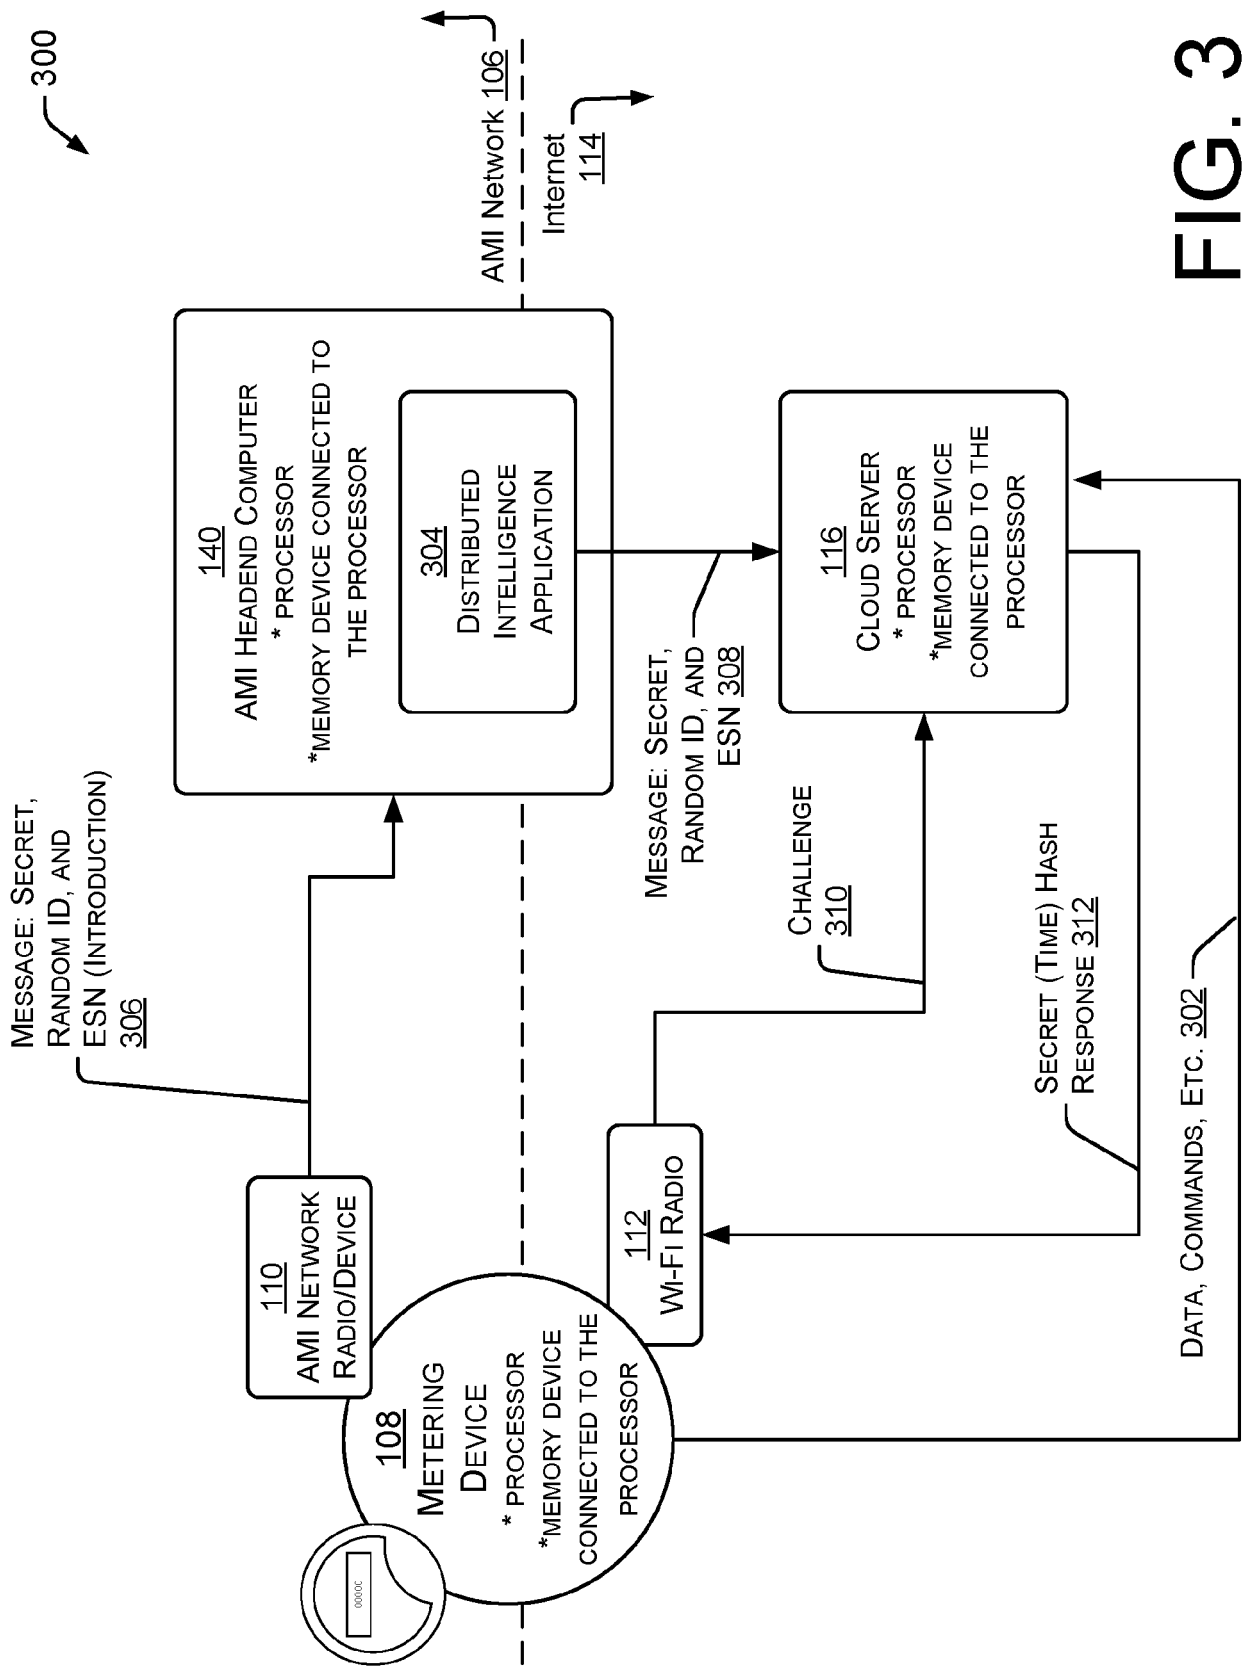 300
MESSAGE: SECRET,
RANDOM ID, AND
ESN (INTRODUCTION)
306
140
AMI HEADEND COMPUTER
* PROCESSOR
*MEMORY DEVICE CONNECTED TO
THE PROCESSOR
304
DISTRIBUTED
INTELLIGENCE
APPLICATION
AMI Network 106
Internet
114
110
AMI NETWORK
RADIO/DEVICE
108
METERING
DEVICE
* PROCESSOR
*MEMORY DEVICE
CONNECTED TO THE
PROCESSOR
00000
112
WI-FI RADIO
MESSAGE: SECRET,
RANDOM ID, AND
ESN 308
CHALLENGE
310
116
CLOUD SERVER
* PROCESSOR
*MEMORY DEVICE
CONNECTED TO THE
PROCESSOR
SECRET (TIME) HASH
RESPONSE 312
DATA, COMMANDS, ETC. 302
FIG. 3